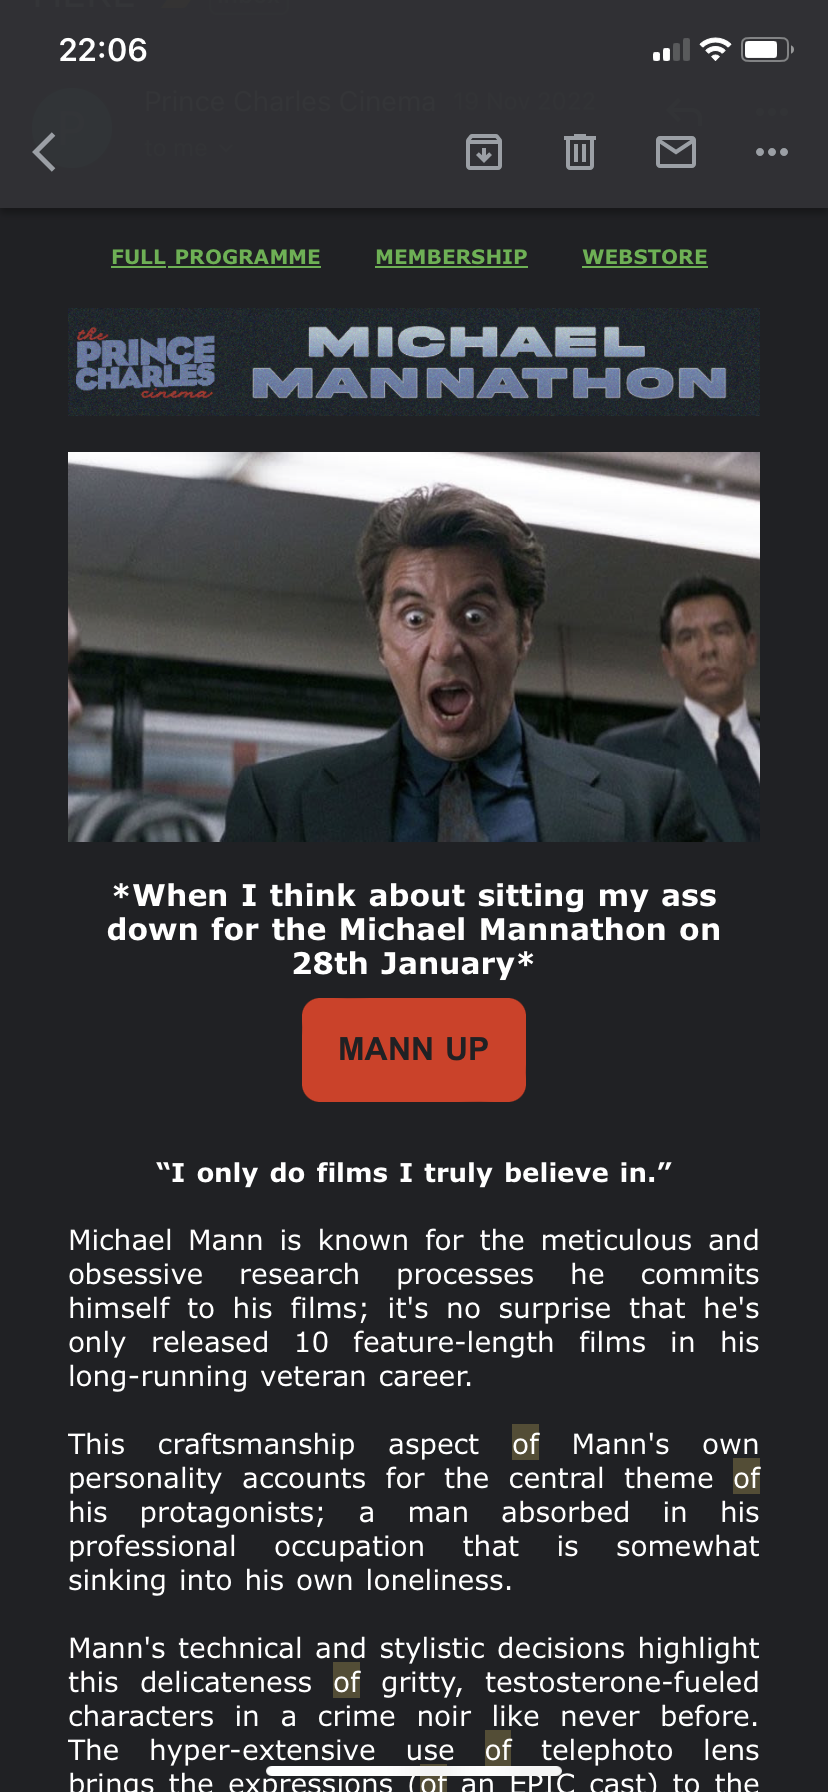 22:06
Prince Charles Cinema 19 Nov 2022
to me
FULL PROGRAMME MEMBERSHIP WEBSTORE
the
PRINCE
CHARLES
cinema
MICHAEL
MANNATHON
*When I think about sitting my ass
down for the Michael Mannathon on
28th January*
MANN UP
“I only do films I truly believe in.”
Michael Mann is known for the meticulous and
obsessive research processes he commits
himself to his films; it's no surprise that he's
only released 10 feature-length films in his
long-running veteran career.
This craftsmanship aspect of Mann's own
personality accounts for the central theme of
his protagonists; a man absorbed in his
professional occupation that is somewhat
sinking into his own loneliness.
Mann's technical and stylistic decisions highlight
this delicateness of gritty, testosterone-fueled
characters in a crime noir like never before.
The hyper-extensive use of telephoto lens
brings the expressions (of an EPIC cast) to the